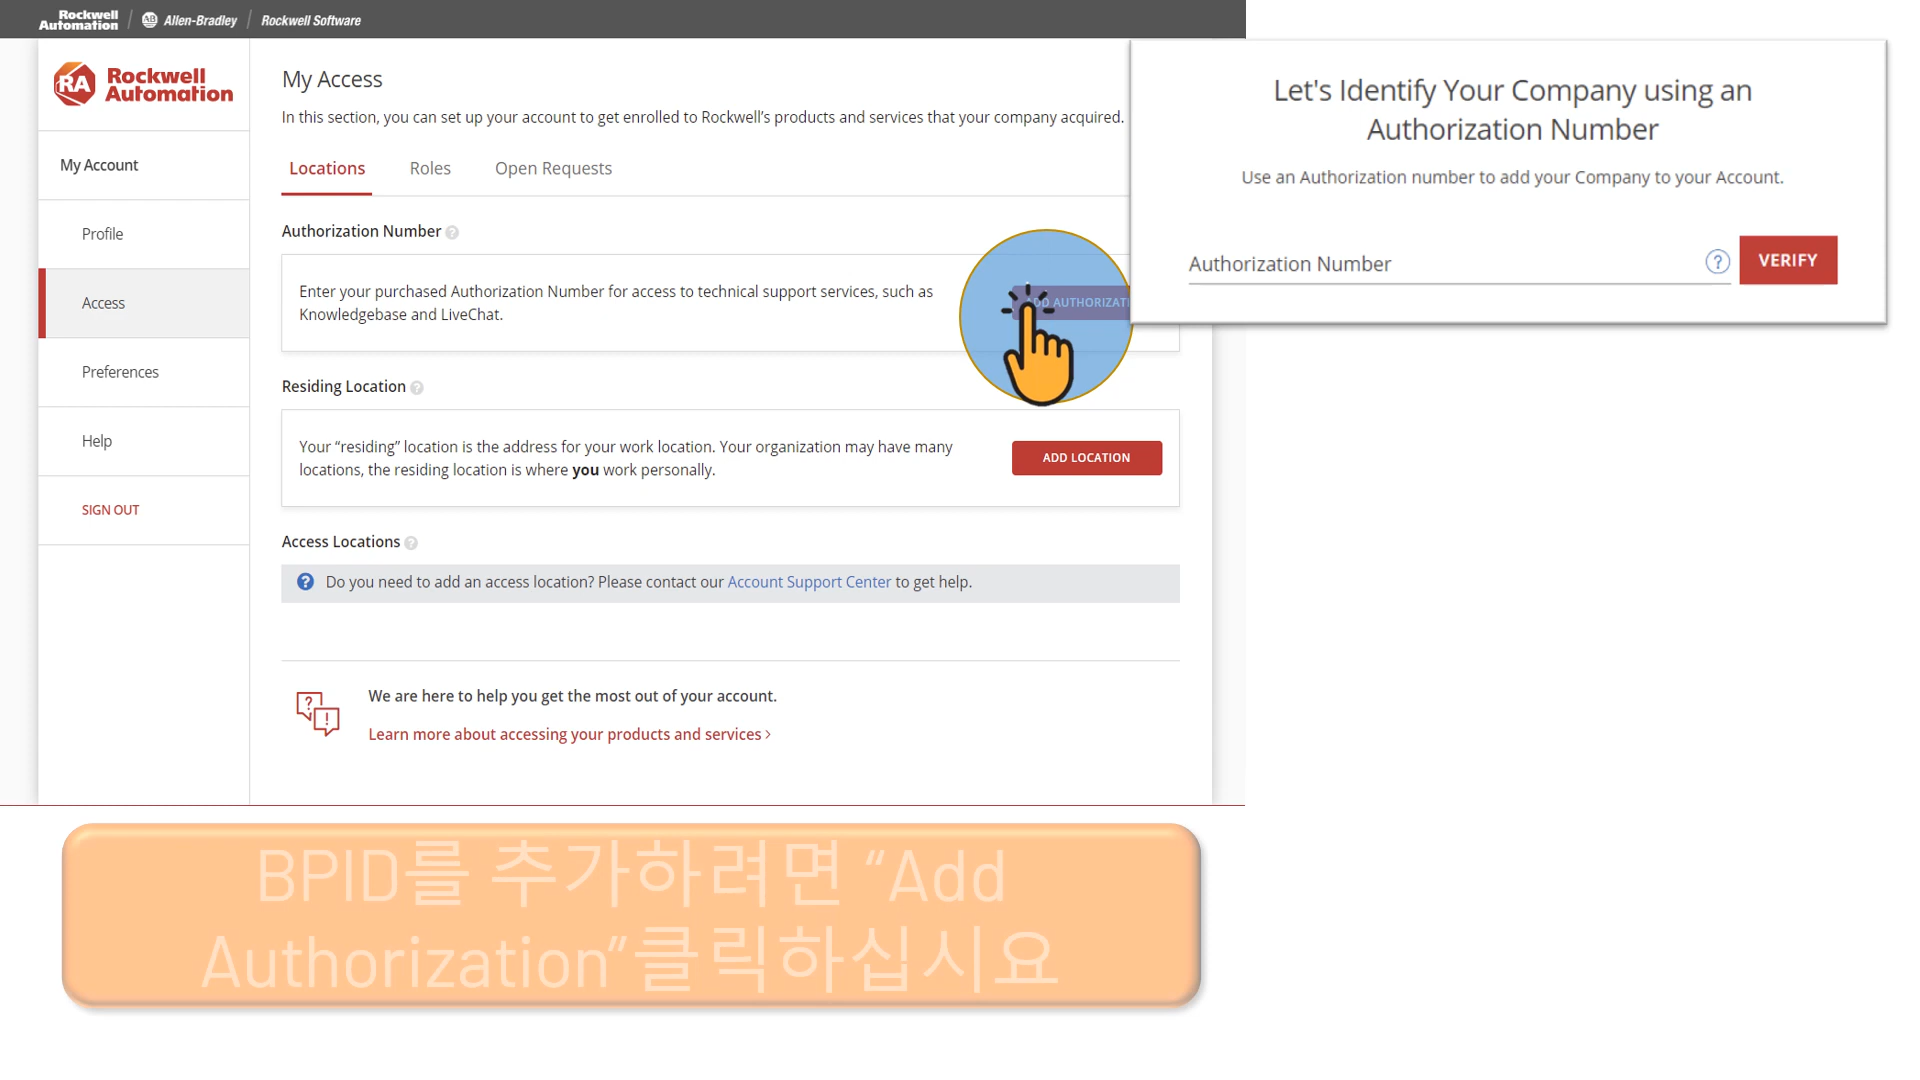 Rockwell Automation
Allen-Bradley
Rockwell Software
Rockwell Automation
My Account
Profile
Access
Preferences
Help
SIGN OUT
My Access
In this section, you can set up your account to get enrolled to Rockwell's products and services that your company acquired.
Locations
Roles
Open Requests
Authorization Number
Enter your purchased Authorization Number for access to technical support services, such as
Knowledgebase and LiveChat.
Residing Location
Your “residing” location is the address for your work location. Your organization may have many
locations, the residing location is where you work personally.
ADD LOCATION
Access Locations
Do you need to add an access location? Please contact our Account Support Center to get help.
We are here to help you get the most out of your account.
Learn more about accessing your products and services >
Let's Identify Your Company using an
Authorization Number
Use an Authorization number to add your Company to your Account.
Authorization Number
VERIFY
BPID를 추가하려면 “Add
Authorization”클릭하십시요